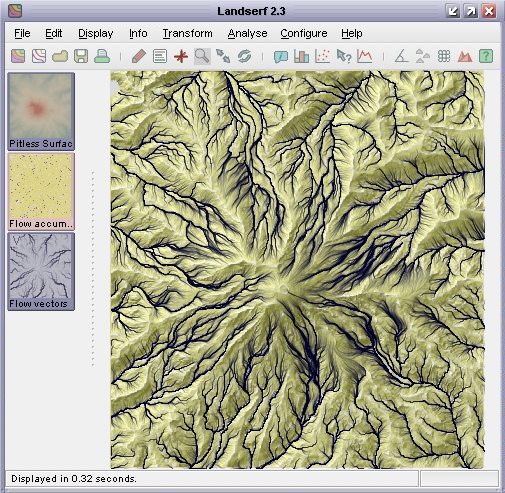 Landserf 2.3
File Edit Display Info Transform Analyse Configure Help
Pitless Surfac
Flow accum..
Flow vectors
Displayed in 0.32 seconds.